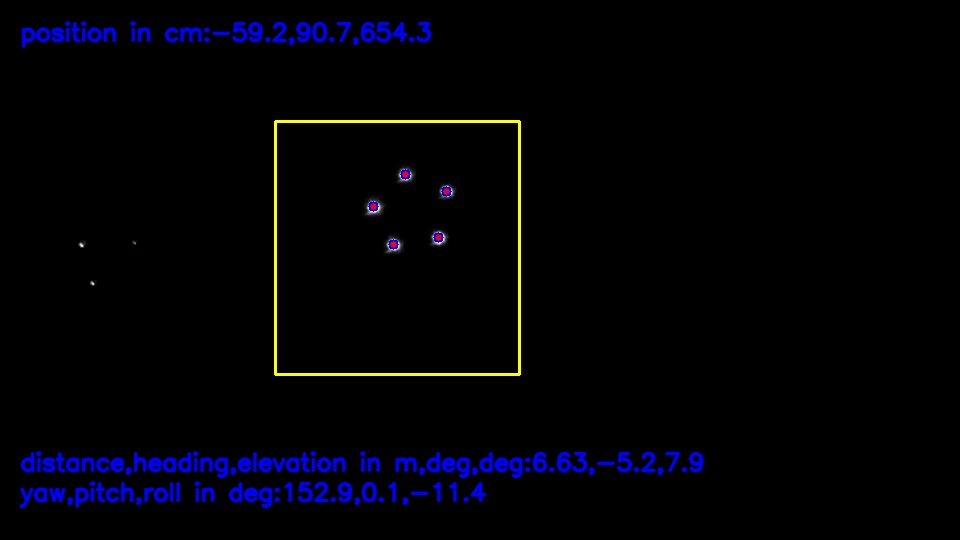 position in cm:-59.2,90.7,654.3
distance,heading,elevation in m,deg,deg:6.63,-5.2,7.9
yaw,pitch,roll in deg:152.9,0.1,-11.4